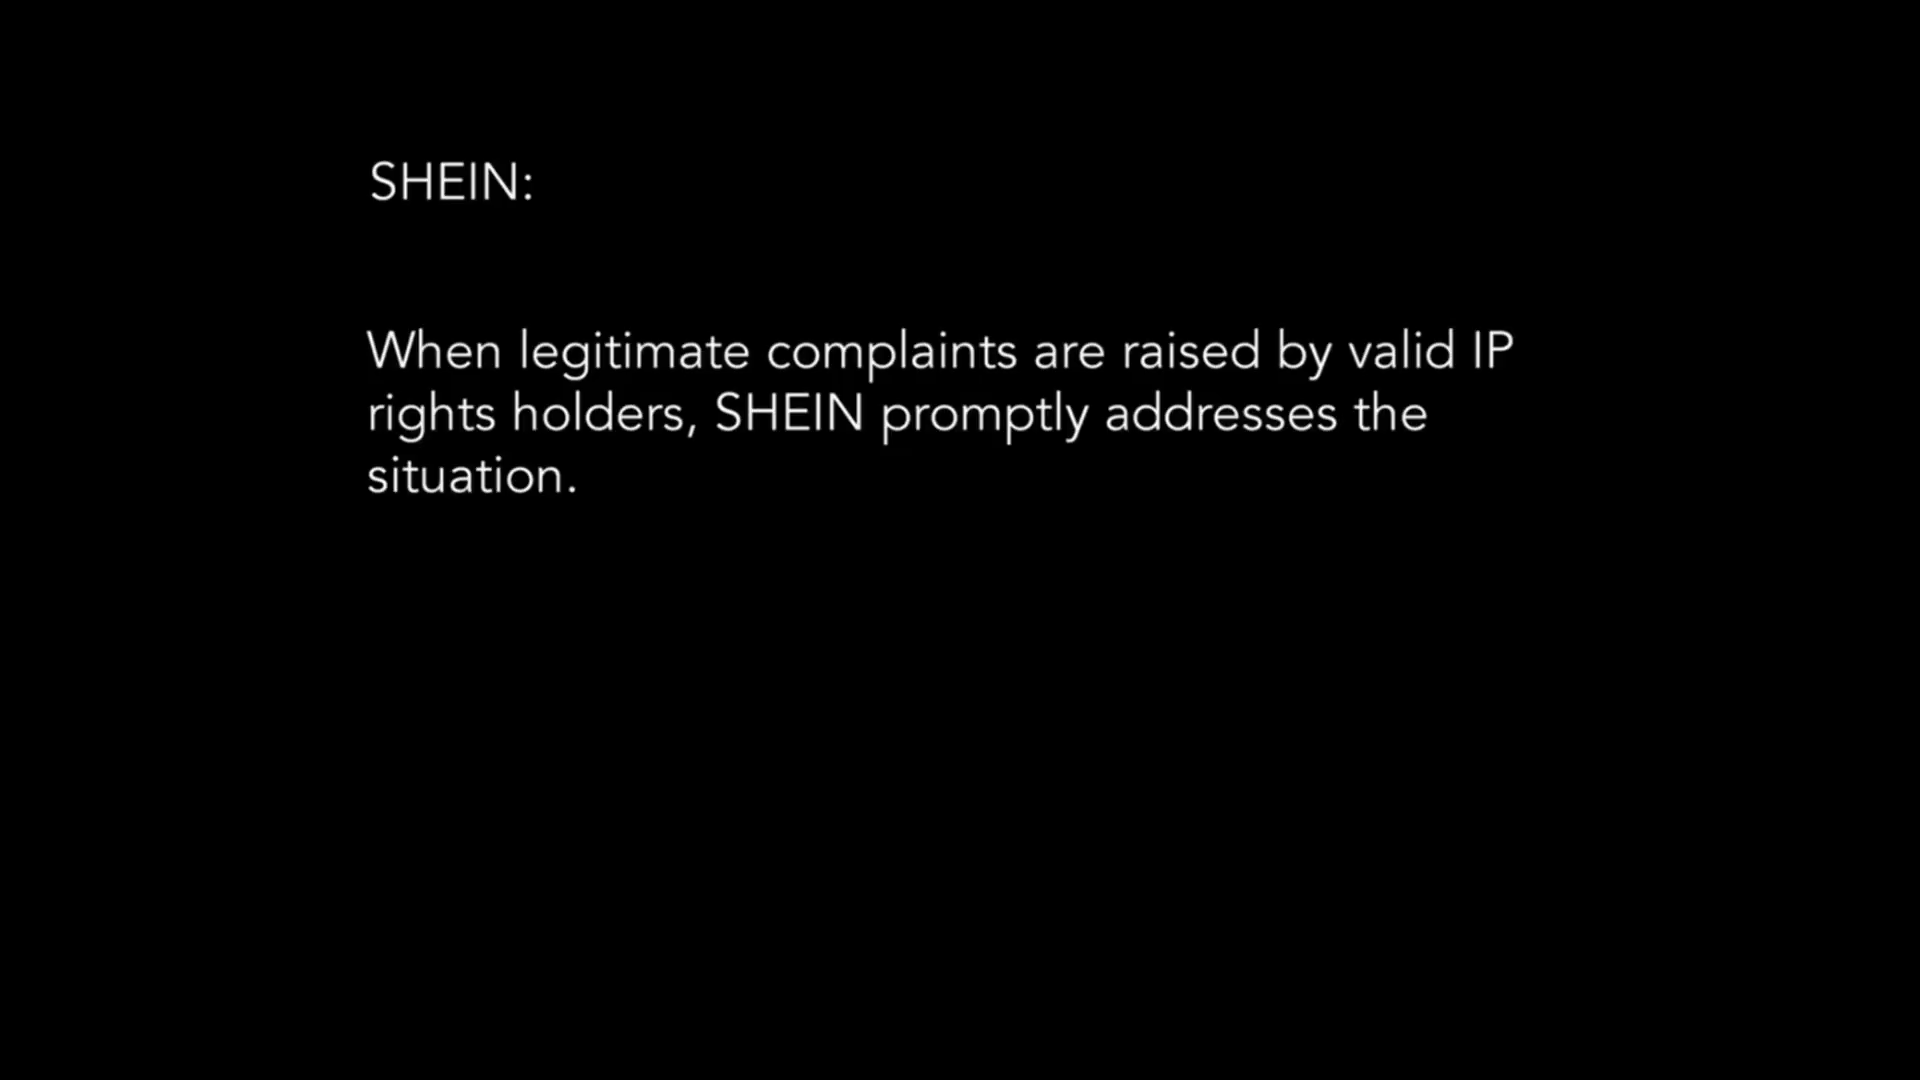 SHEIN:
When legitimate complaints are raised by valid IP
rights holders, SHEIN promptly addresses the
situation.